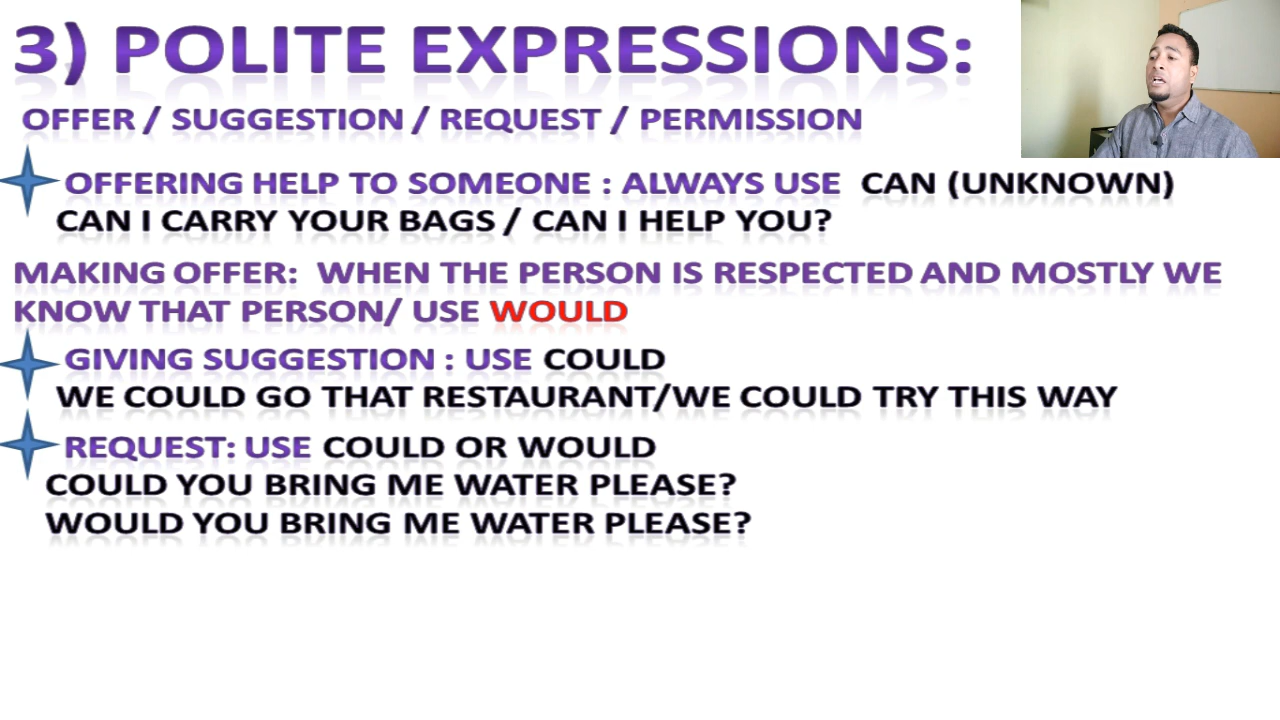 3) POLITE EXPRESSIONS:
OFFER / SUGGESTION / REQUEST / PERMISSION
OFFERING HELP TO SOMEONE : ALWAYS USE CAN (UNKNOWN)
CAN I CARRY YOUR BAGS / CAN I HELP YOU?
MAKING OFFER: WHEN THE PERSON IS RESPECTED AND MOSTLY WE
KNOW THAT PERSON/ USE WOULD
GIVING SUGGESTION : USE COULD
WE COULD GO THAT RESTAURANT/WE COULD TRY THIS WAY
REQUEST: USE COULD OR WOULD
COULD YOU BRING ME WATER PLEASE?
WOULD YOU BRING ME WATER PLEASE?